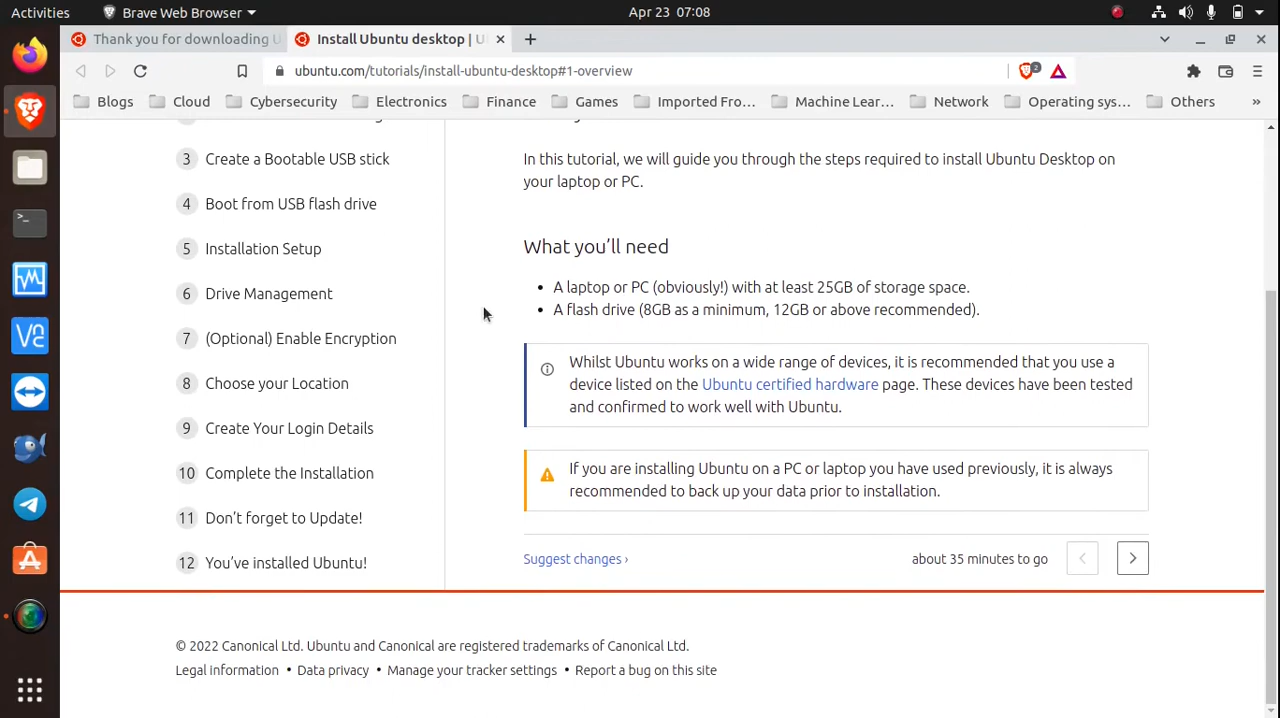 Activities
Brave Web Browser
Apr 23 07:08
Thank you for downloading U
Install Ubuntu desktop | U
ubuntu.com/tutorials/install-ubuntu-desktop#1-overview
2
Blogs
Cloud
Cybersecurity
Electronics
Finance
Games
Imported Fro...
Machine Lear...
Network
Operating sys...
Others
»
3 Create a Bootable USB stick
4 Boot from USB flash drive
5 Installation Setup
6 Drive Management
7 (Optional) Enable Encryption
8 Choose your Location
9 Create Your Login Details
10 Complete the Installation
11 Don't forget to Update!
12 You've installed Ubuntu!
In this tutorial, we will guide you through the steps required to install Ubuntu Desktop on
your laptop or PC.
What you'll need
• A laptop or PC (obviously!) with at least 25GB of storage space.
• A flash drive (8GB as a minimum, 12GB or above recommended).
Whilst Ubuntu works on a wide range of devices, it is recommended that you use a
device listed on the Ubuntu certified hardware page. These devices have been tested
and confirmed to work well with Ubuntu.
If you are installing Ubuntu on a PC or laptop you have used previously, it is always
recommended to back up your data prior to installation.
Suggest changes ›
about 35 minutes to go
© 2022 Canonical Ltd. Ubuntu and Canonical are registered trademarks of Canonical Ltd.
Legal information • Data privacy • Manage your tracker settings • Report a bug on this site